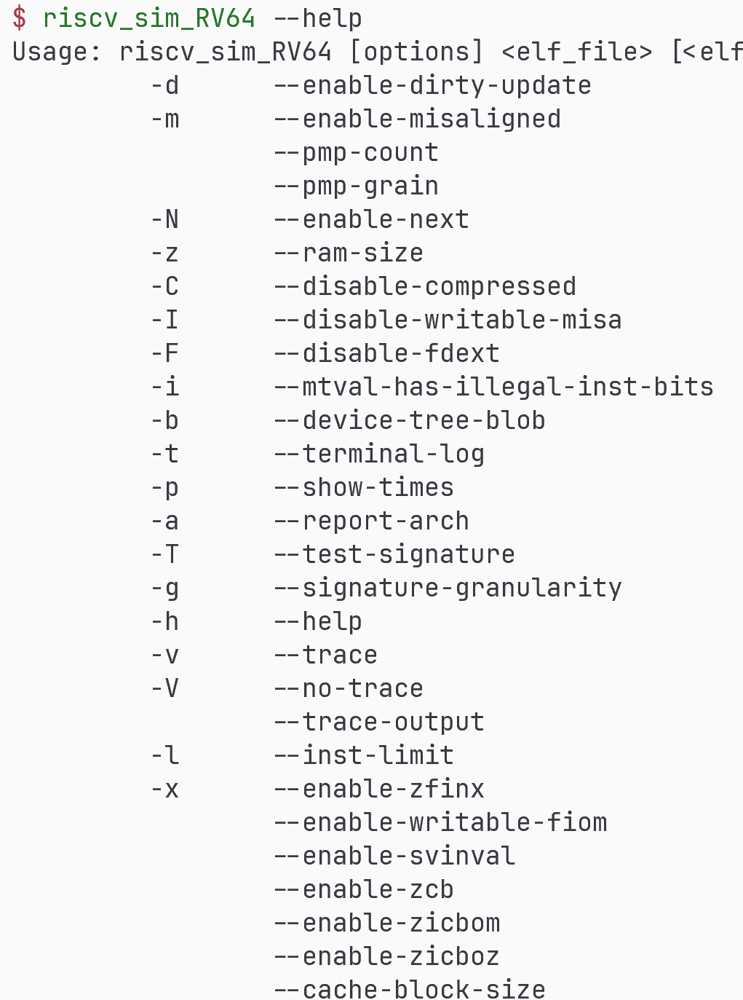 $ riscv_sim_RV64 --help
Usage: riscv_sim_RV64 [options] <elf_file> [<elf
-d --enable-dirty-update
-m --enable-misaligned
--pmp-count
--pmp-grain
-N --enable-next
-z --ram-size
-C --disable-compressed
-I --disable-writable-misa
-F --disable-fdext
-i --mtval-has-illegal-inst-bits
-b --device-tree-blob
-t --terminal-log
-p --show-times
-a --report-arch
-T --test-signature
-g --signature-granularity
-h --help
-v --trace
-V --no-trace
--trace-output
-l --inst-limit
-x --enable-zfinx
--enable-writable-fiom
--enable-svinval
--enable-zcb
--enable-zicbom
--enable-zicboz
--cache-block-size